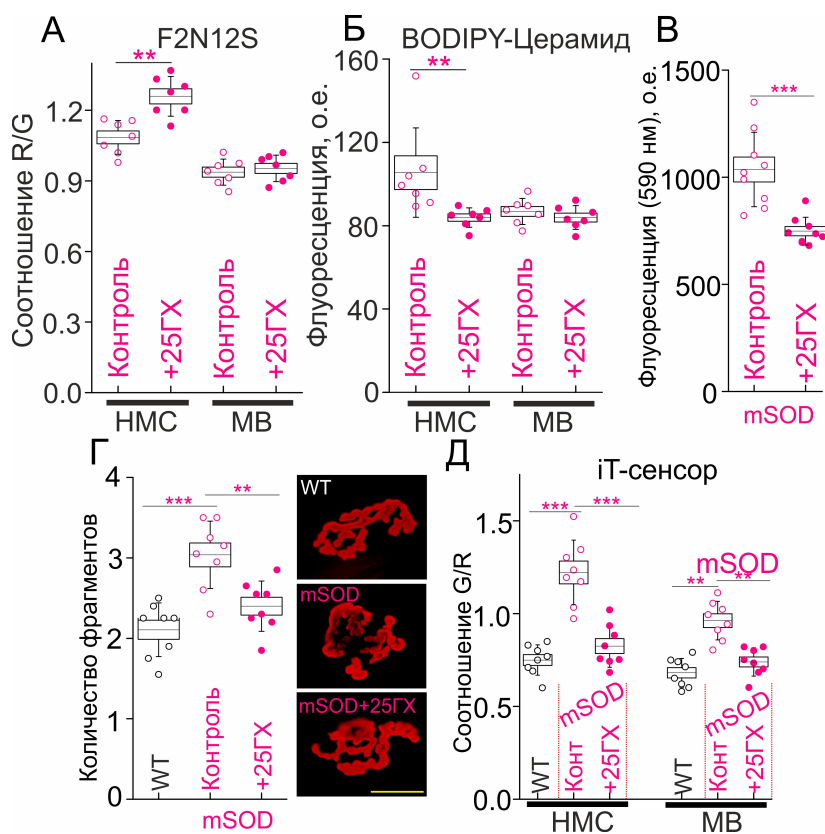 А
F2N12S
**
Соотношение R/G
1.2
0.9
0.6
0.3
0.0
Контроль
+25ГХ
Контроль
+25ГХ
НМС
МВ
Б
BODIPY-Церамид
**
Флуоресценция, о.е.
160
120
80
40
0
Контроль
+25ГХ
Контроль
+25ГХ
НМС
МВ
В
***
Флуоресценция (590 нм), о.е.
1500
1000
500
0
Контроль
+25ГХ
mSOD
Г
***
**
Количество фрагментов
4
3
2
1
0
WT
Контроль
+25ГХ
mSOD
WT
mSOD
mSOD+25ГХ
Д
iT-сенсор
***
***
mSOD
**
**
Соотношение G/R
1.5
1.0
0.5
0.0
mSOD
mSOD
WT
Конт
+25ГХ
WT
Конт
+25ГХ
НМС
МВ